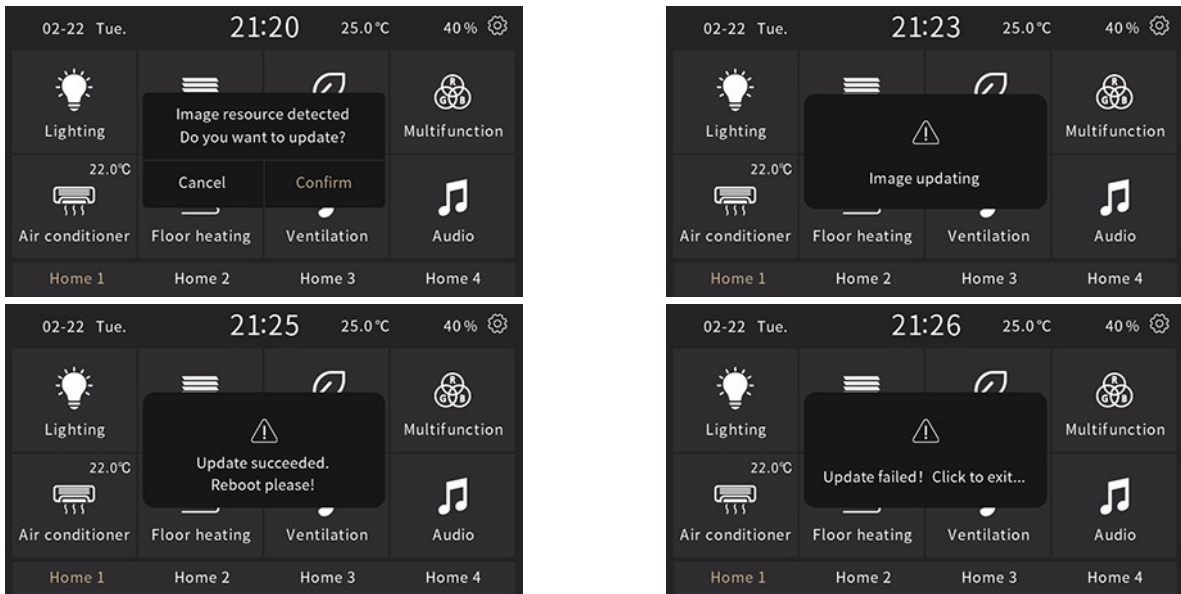 02-22 Tue. 21:20 25.0℃ 40% 
Image resource detected
Do you want to update?
Lighting Multifunction
22.0℃
Cancel Confirm
Air conditioner Floor heating Ventilation Audio
Home 1 Home 2 Home 3 Home 4
02-22 Tue. 21:23 25.0℃ 40%
R
G B
Lighting Multifunction
22.0℃
Image updating
Air conditioner Floor heating Ventilation Audio
Home 1 Home 2 Home 3 Home 4
02-22 Tue. 21:25 25.0℃ 40%
R
G B
Lighting Multifunction
22.0℃
Update succeeded.
Reboot please!
Air conditioner Floor heating Ventilation Audio
Home 1 Home 2 Home 3 Home 4
02-22 Tue. 21:26 25.0℃ 40%
R
G B
Lighting Multifunction
22.0℃
Update failed! Click to exit...
Air conditioner Floor heating Ventilation Audio
Home 1 Home 2 Home 3 Home 4